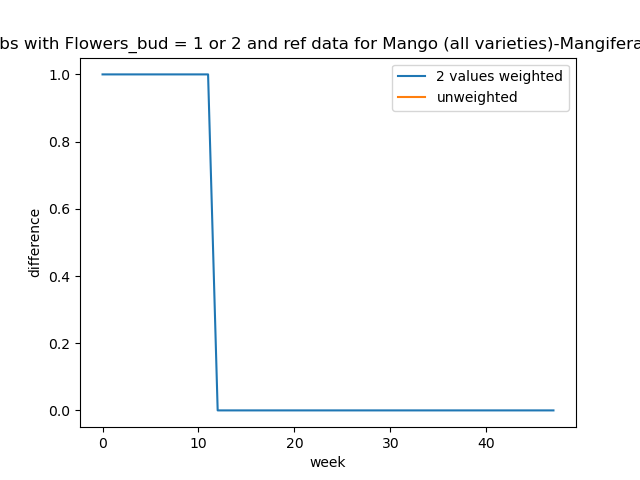 bs with Flowers_bud = 1 or 2 and ref data for Mango (all varieties)-Mangifera
2 values weighted
unweighted
1.0
0.8
0.6
0.4
0.2
0.0
difference
0 10 20 30 40
week